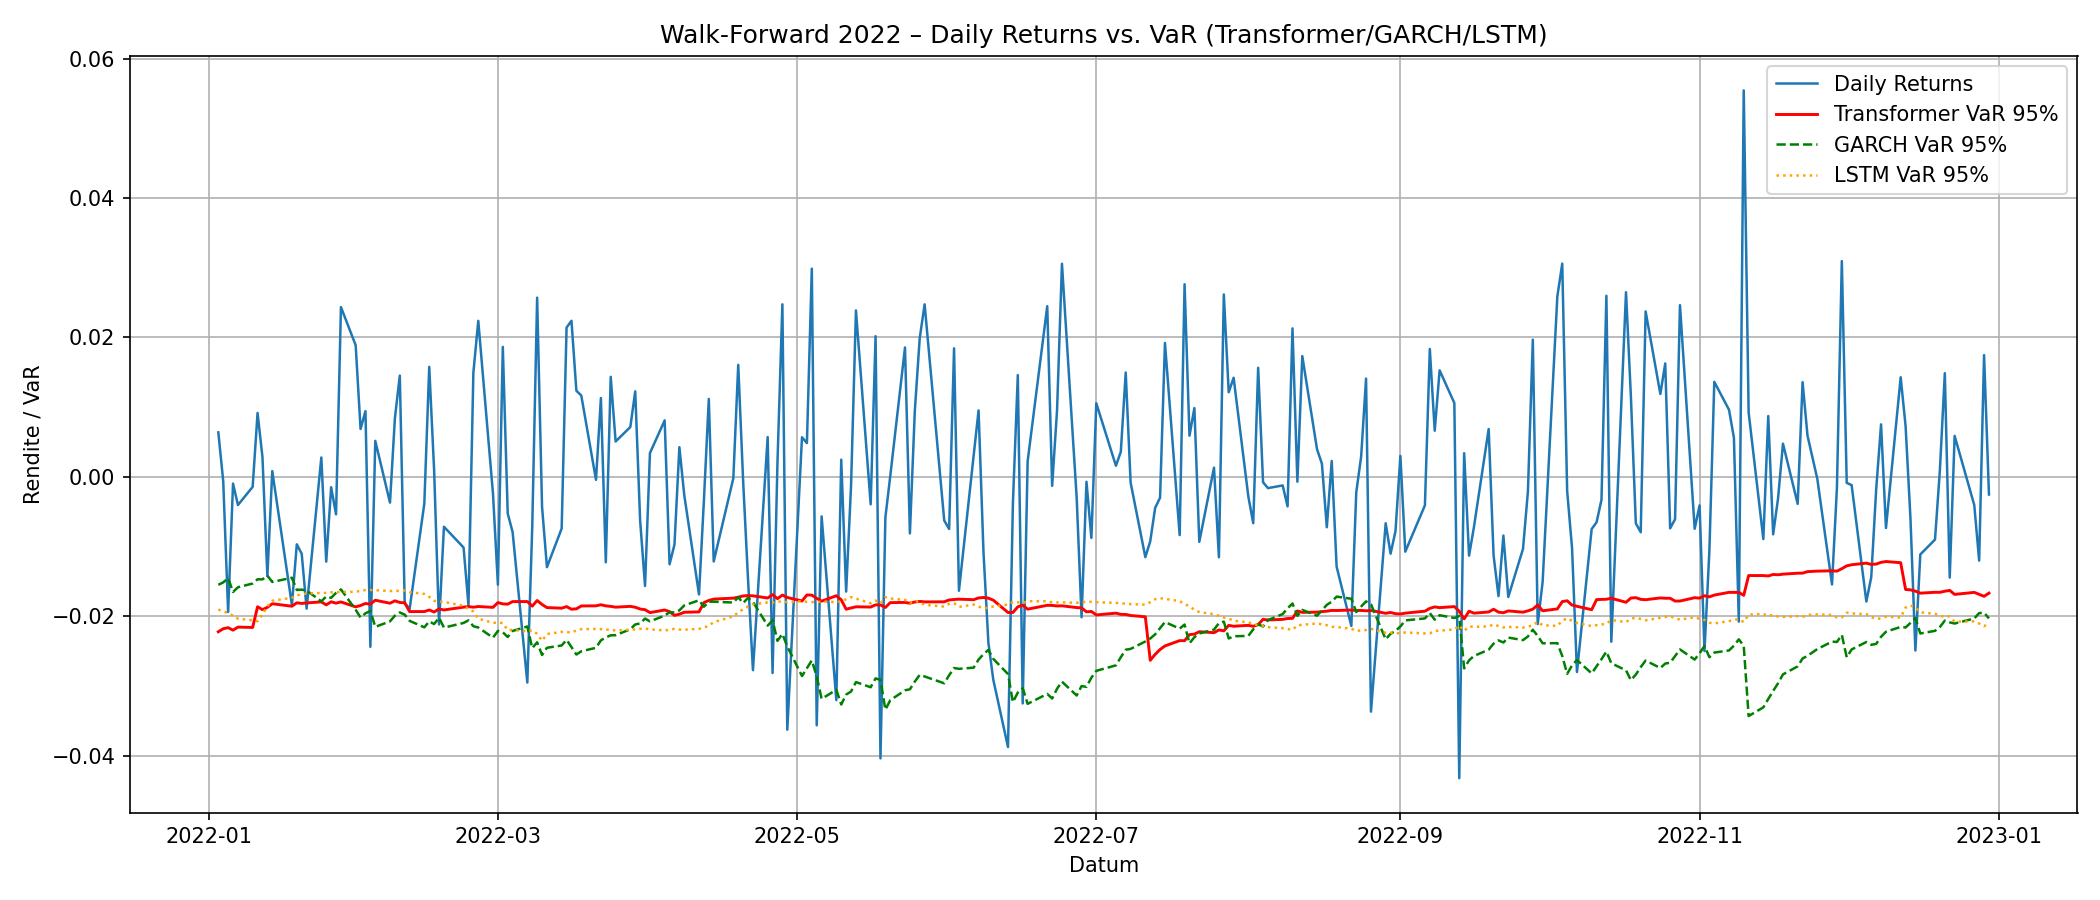 Walk-Forward 2022 – Daily Returns vs. VaR (Transformer/GARCH/LSTM)
Daily Returns
Transformer VaR 95%
GARCH VaR 95%
LSTM VaR 95%
Rendite / VaR
0.06
0.04
0.02
0.00
−0.02
−0.04
2022-01
2022-03
2022-05
2022-07
2022-09
2022-11
2023-01
Datum